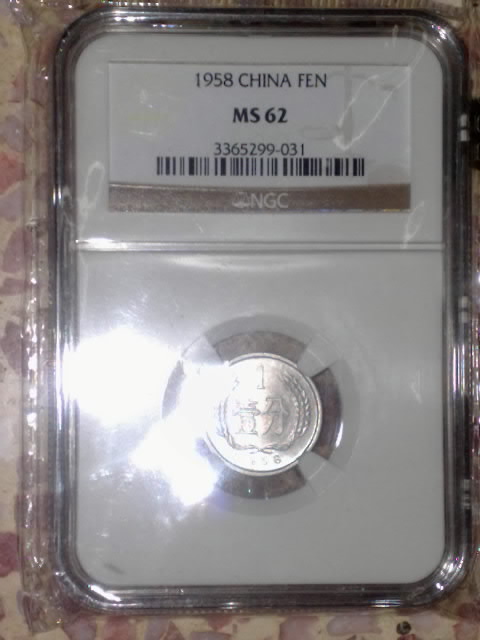 1958 CHINA FEN
MS 62
3365299-031
NGC
1
壹分